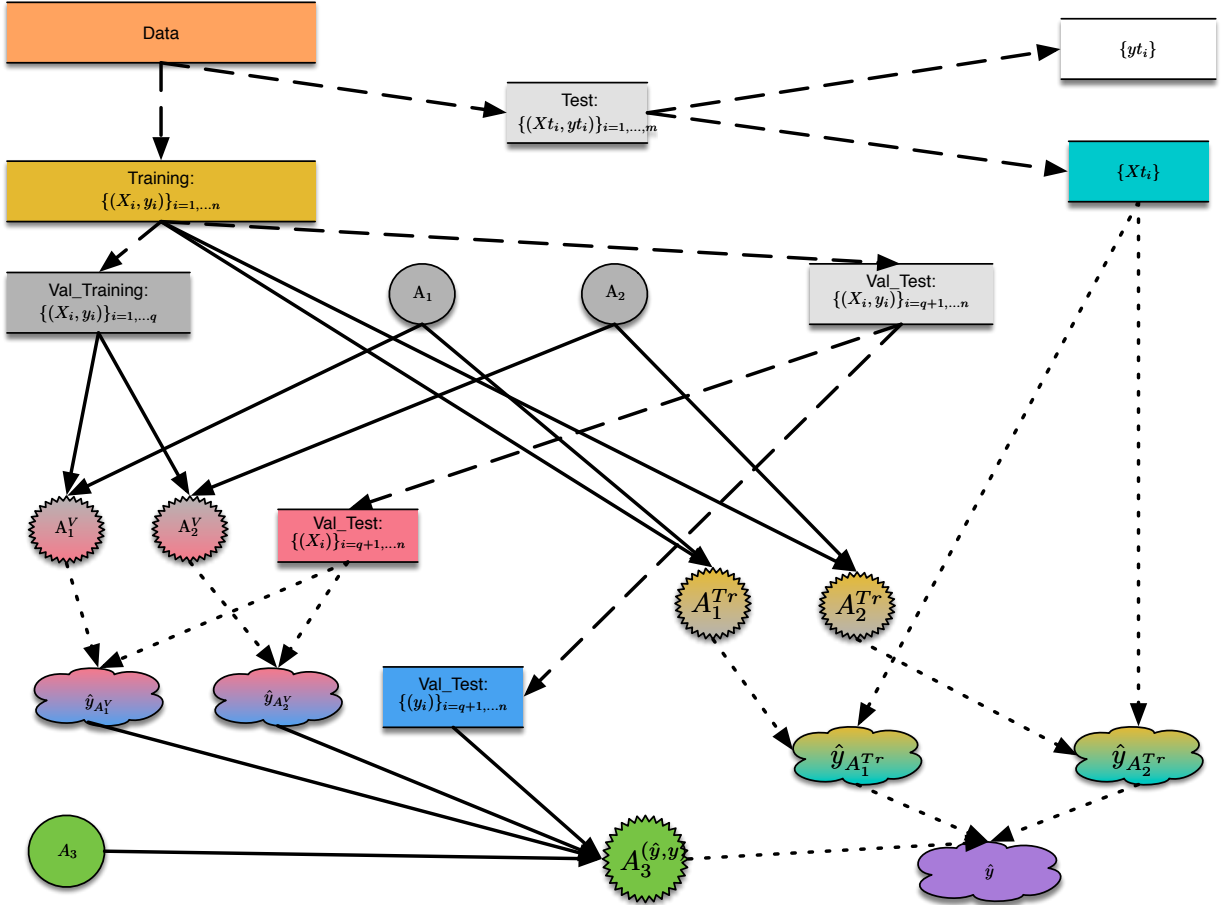 Data
{yt_i}
Test:
{(Xt_i, yt_i)}_{i=1,...,m}
{Xt_i}
Training:
{(X_i, y_i)}_{i=1,...n}
Val_Training:
{(X_i, y_i)}_{i=1,...q}
A_1
A_2
Val_Test:
{(X_i, y_i)}_{i=q+1,...n}
A_1^V
A_2^V
Val_Test:
{(X_i)}_{i=q+1,...n}
A_1^{Tr}
A_2^{Tr}
ŷ_{A_1^V}
ŷ_{A_2^V}
Val_Test:
{(y_i)}_{i=q+1,...n}
ŷ_{A_1^{Tr}}
ŷ_{A_2^{Tr}}
A_3
A_3^{(ŷ,y)}
ŷ